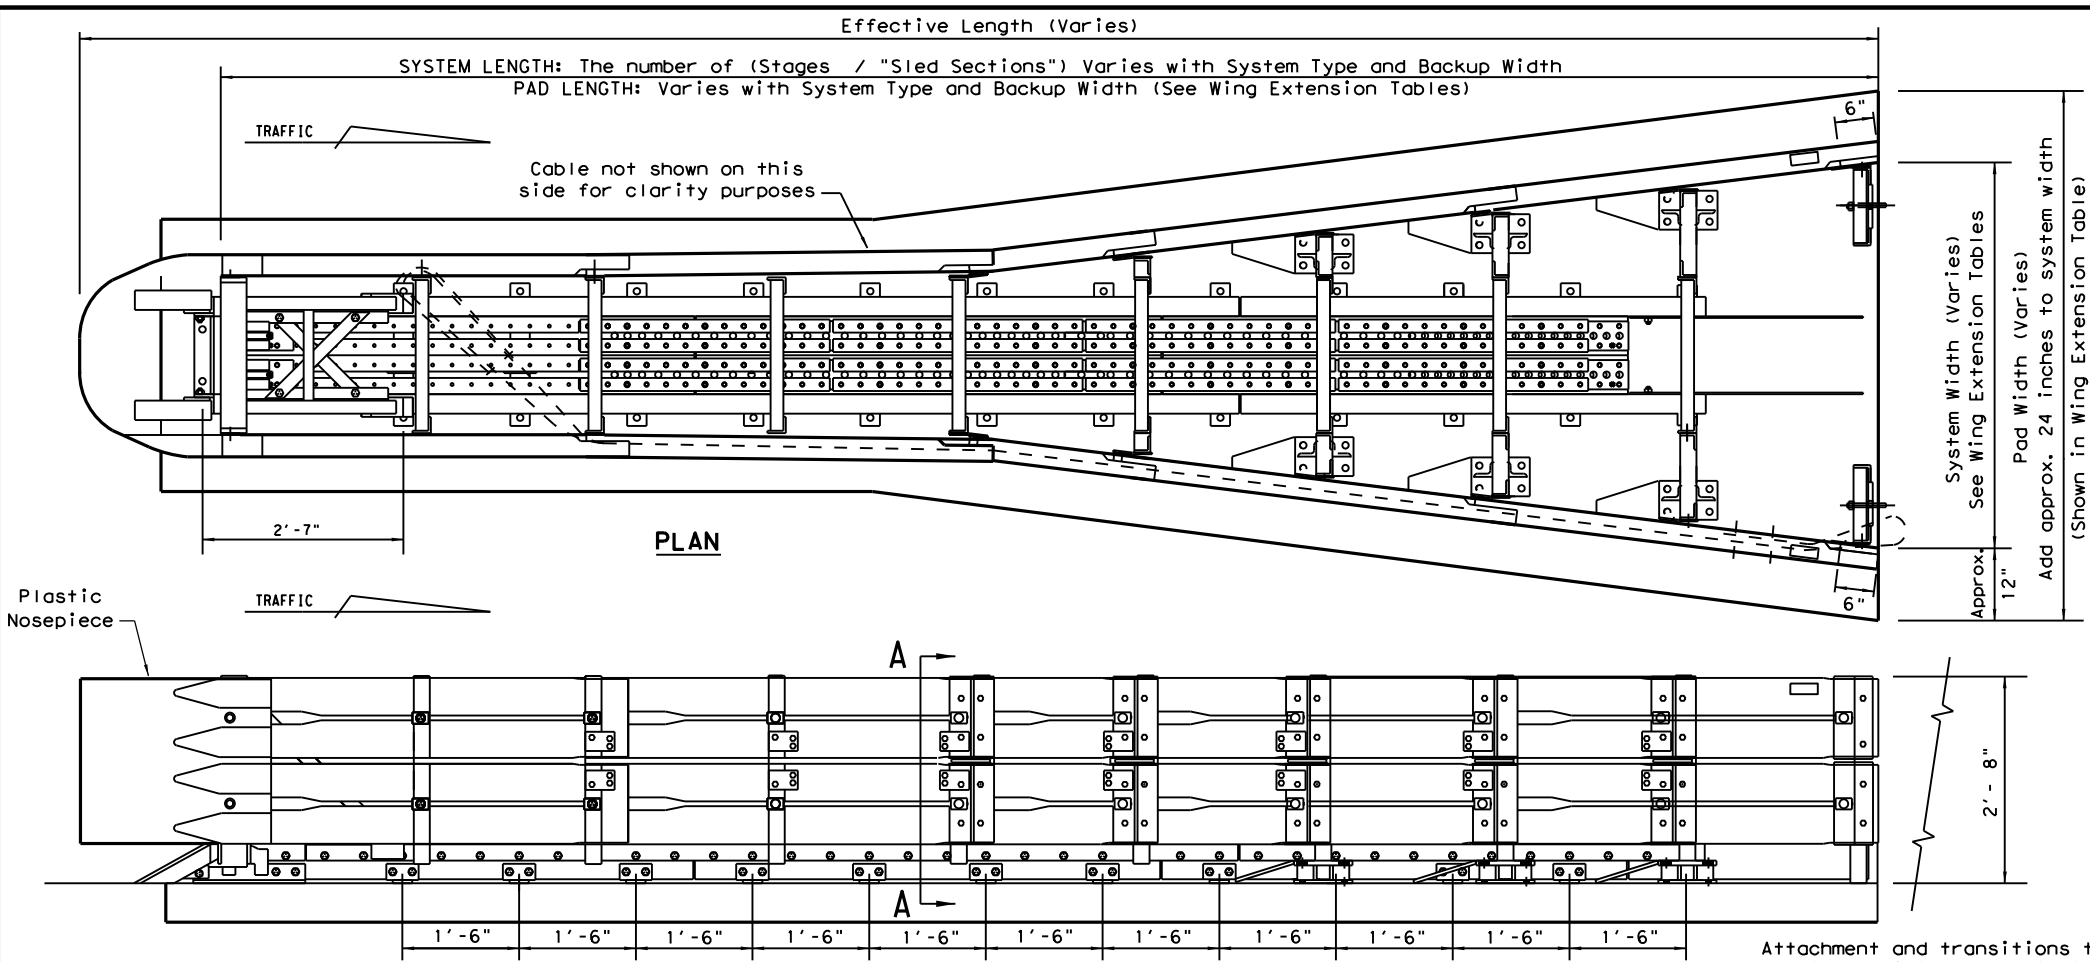 Effective Length (Varies)
SYSTEM LENGTH: The number of (Stages / "Sled Sections") Varies with System Type and Backup Width
PAD LENGTH: Varies with System Type and Backup Width (See Wing Extension Tables)
6"
TRAFFIC
Cable not shown on this
side for clarity purposes
System Width (Varies)
See Wing Extension Tables
Pad Width (Varies)
Add approx. 24 inches to system width
(Shown in Wing Extension Table)
2'-7"
PLAN
Approx.
12"
6"
Plastic
Nosepiece
TRAFFIC
A
2'- 8"
A
1'-6"
1'-6"
1'-6"
1'-6"
1'-6"
1'-6"
1'-6"
1'-6"
1'-6"
1'-6"
1'-6"
Attachment and transitions t